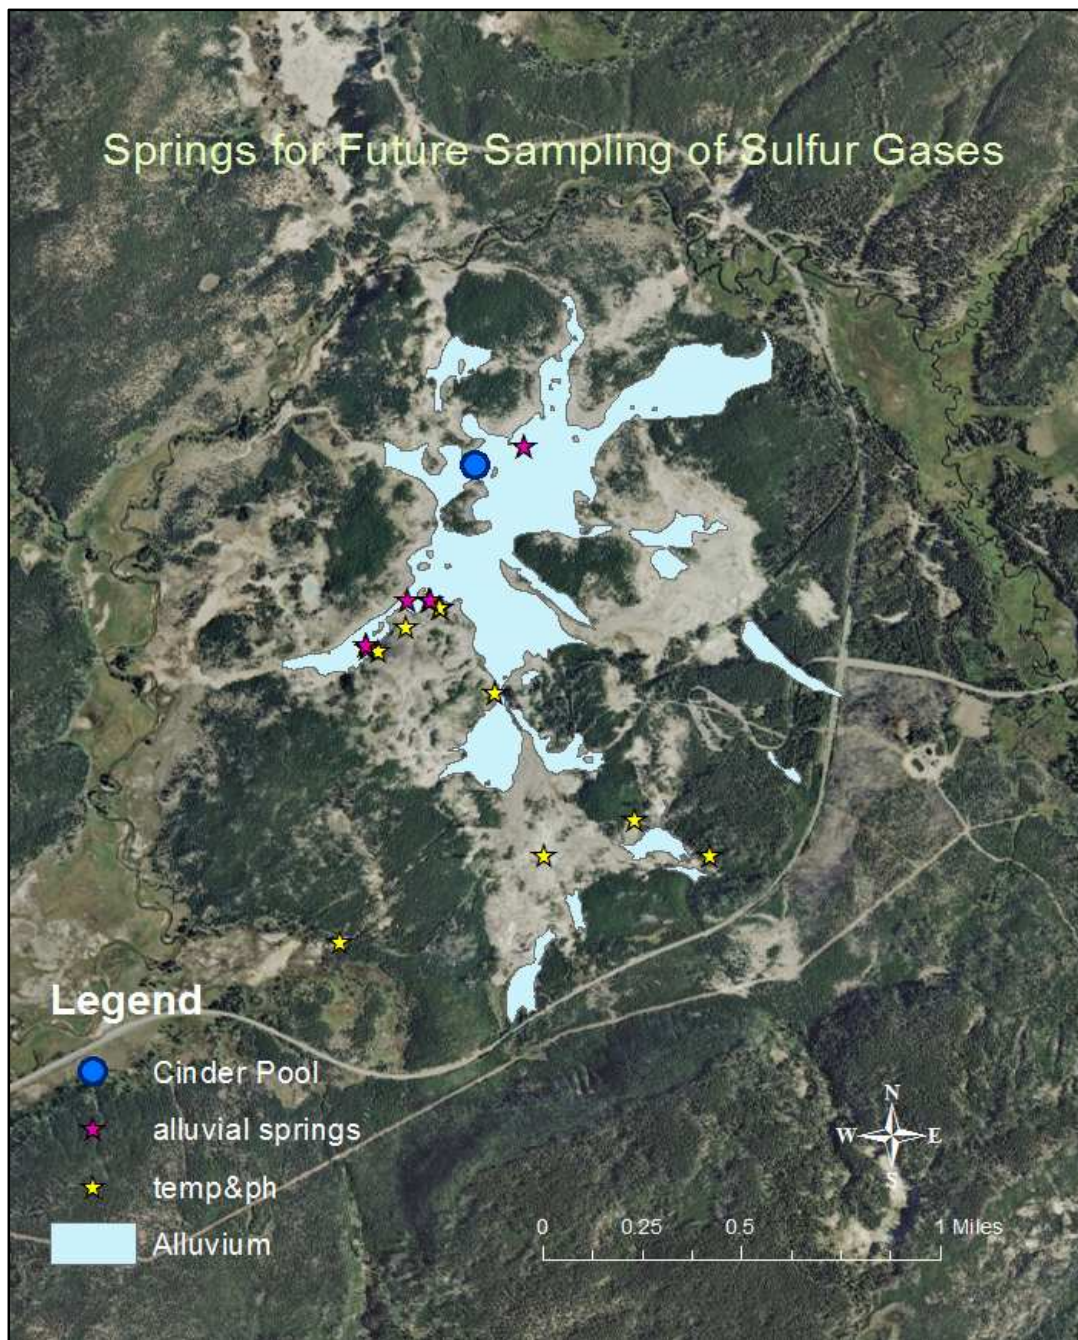 Springs for Future Sampling of Sulfur Gases
Legend
Cinder Pool
alluvial springs
temp&ph
Alluvium
N
W E
S
0 0.25 0.5 1 Miles